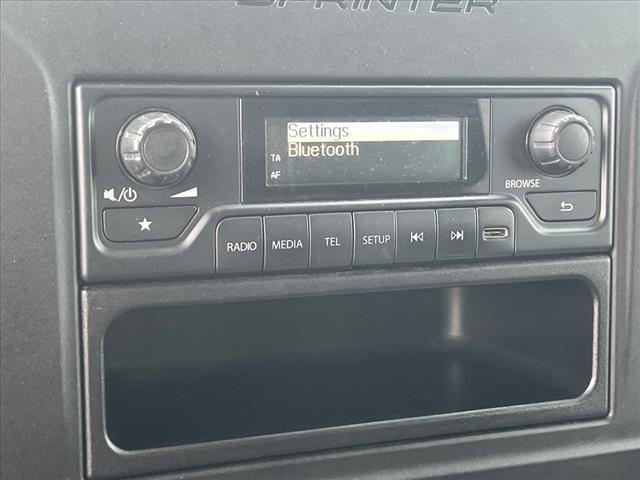 SPRINTER
Settings
Bluetooth
TA
AF
BROWSE
RADIO MEDIA TEL SETUP